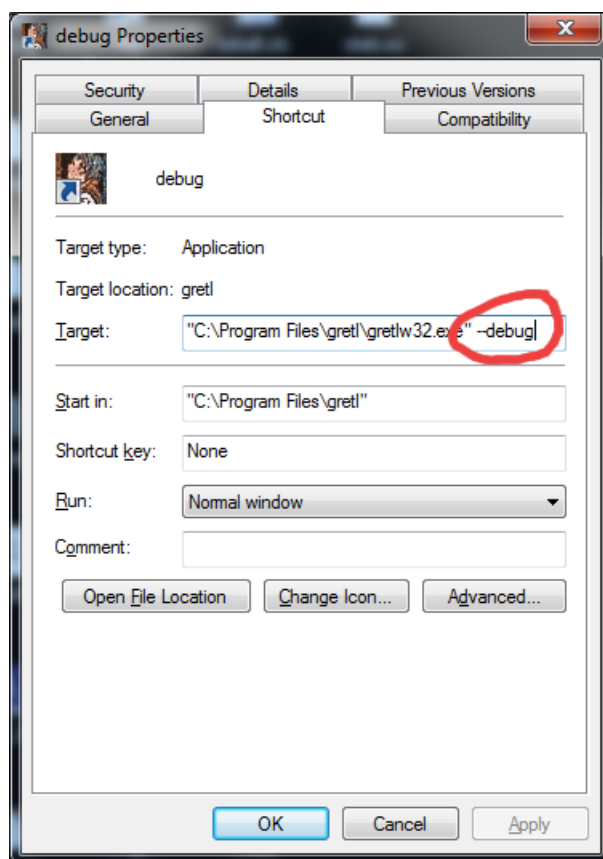 debug Properties
X
Security Details Previous Versions
General Shortcut Compatibility
debug
Target type: Application
Target location: gretl
Target: "C:\Program Files\gretl\gretlw32.exe" --debug
Start in: "C:\Program Files\gretl"
Shortcut key: None
Run: Normal window
Comment:
Open File Location Change Icon... Advanced...
OK Cancel Apply